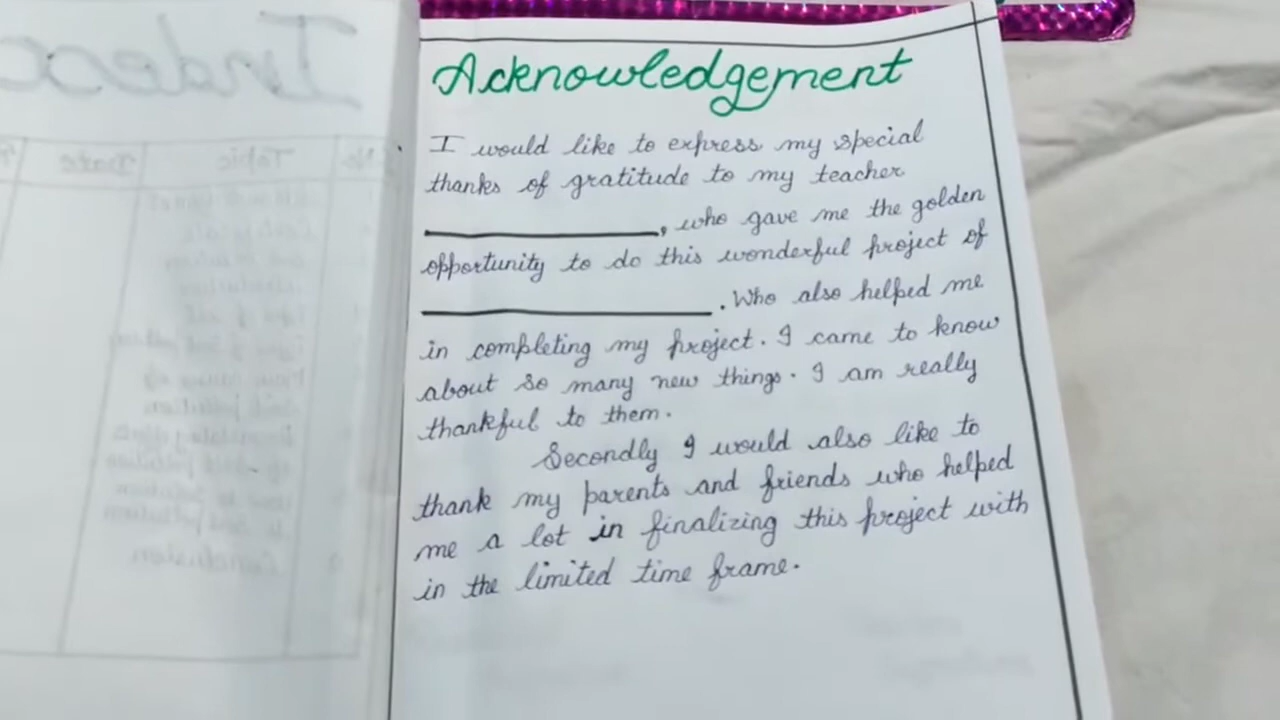 Index
S.No
Topic
Date
Conclusion
Acknowledgement
I would like to express my special
thanks of gratitude to my teacher
____________, who gave me the golden
opportunity to do this wonderful project of
_______________. Who also helped me
in completing my project. I came to know
about so many new things. I am really
thankful to them.
Secondly I would also like to
thank my parents and friends who helped
me a lot in finalizing this project with
in the limited time frame.